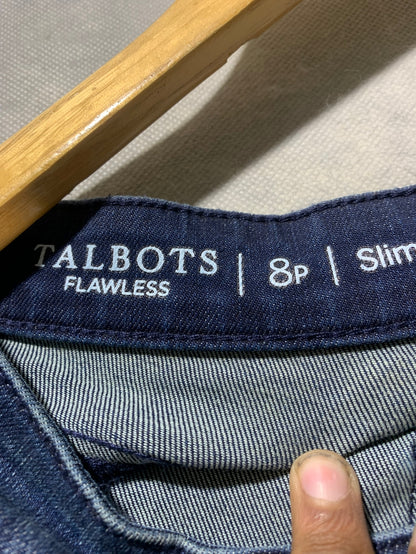 TALBOTS | 8P | Slim
FLAWLESS